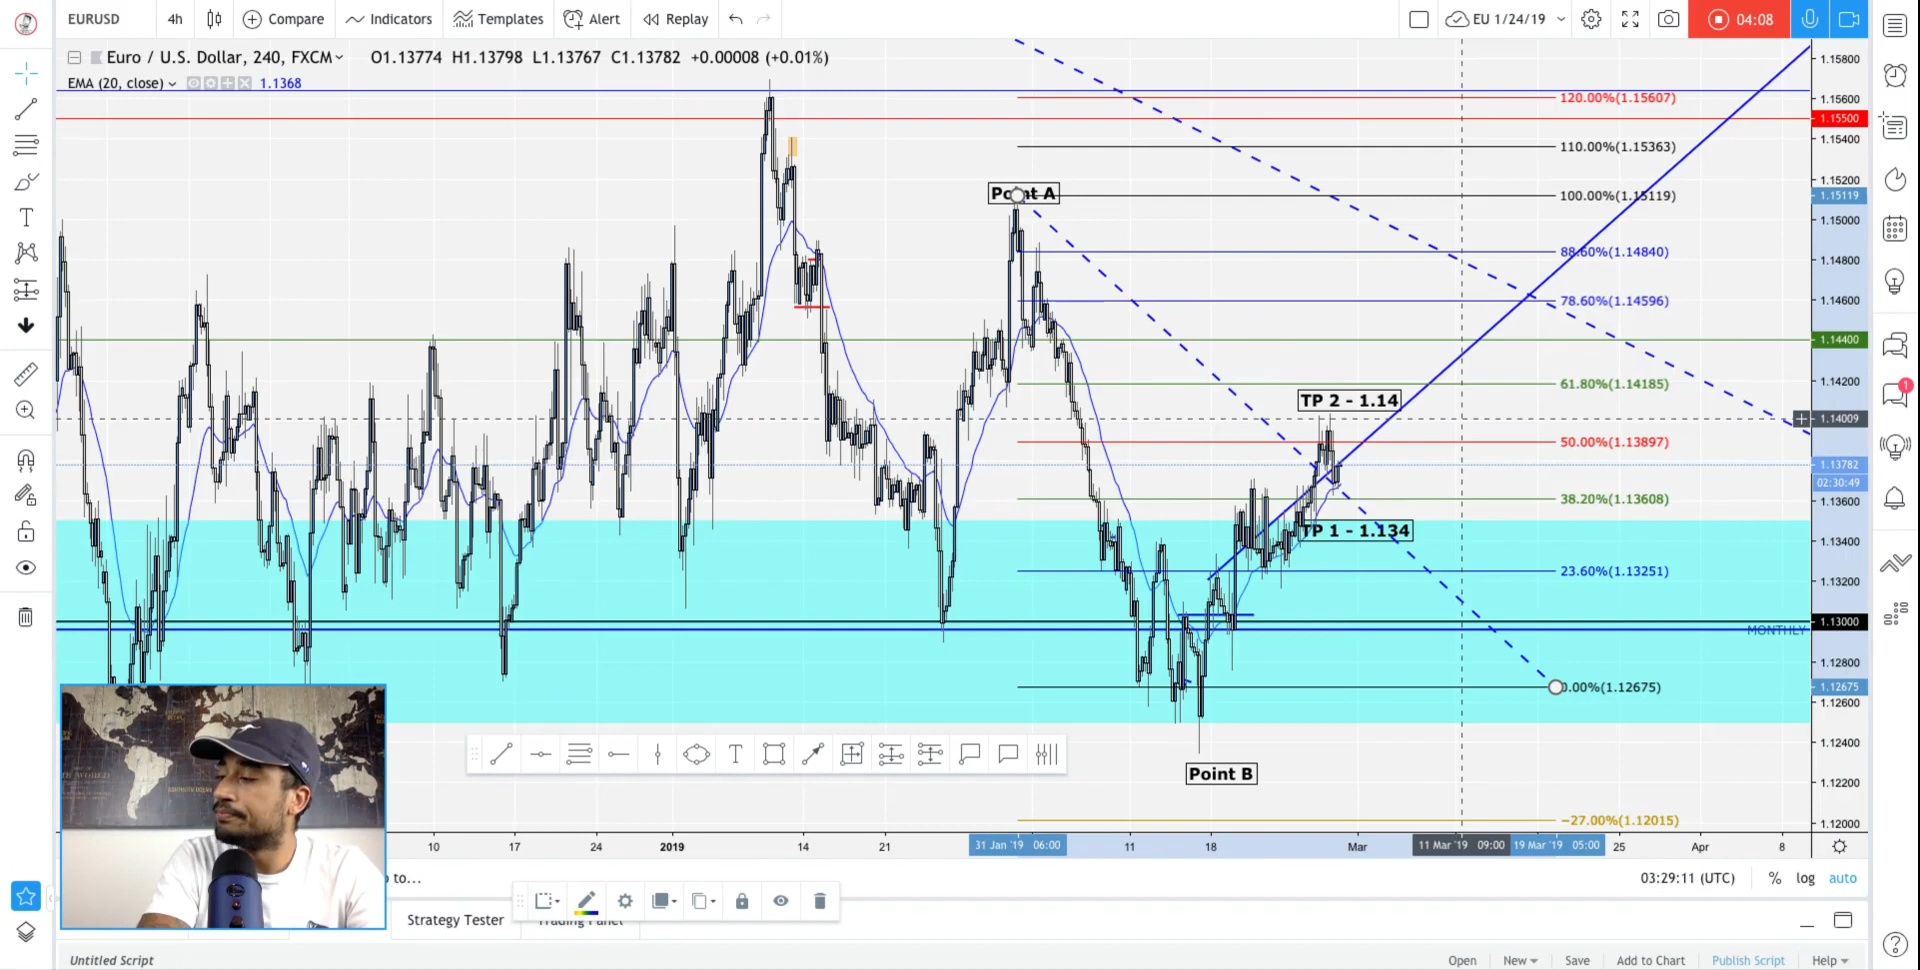 EURUSD 4h Compare Indicators Templates Alert Replay EU 1/24/19 04:08
Euro / U.S. Dollar, 240, FXCM O1.13774 H1.13798 L1.13767 C1.13782 +0.00008 (+0.01%)
EMA (20, close) 1.1368
1.15800
120.00%(1.15607) 1.15600
1.15500
1.15400
110.00%(1.15363)
1.15200
Point A 100.00%(1.15119) 1.15119
1.15000
88.60%(1.14840) 1.14800
78.60%(1.14596) 1.14600
1.14400
61.80%(1.14185) 1.14200
TP 2 - 1.14
1.14009
50.00%(1.13897)
1.13782
02:30:49
38.20%(1.13608) 1.13600
TP 1 - 1.134 1.13400
23.60%(1.13251) 1.13200
1.13000
MONTHLY
1.12800
0.00%(1.12675) 1.12675
1.12600
1.12400
Point B
1.12200
−27.00%(1.12015) 1.12000
10 17 24 2019 14 21 31 Jan '19 06:00 11 18 Mar 11 Mar '19 09:00 19 Mar '19 05:00 25 Apr 8
to... 03:29:11 (UTC) % log auto
Strategy Tester Trading Panel
Untitled Script Open New Save Add to Chart Publish Script Help
1